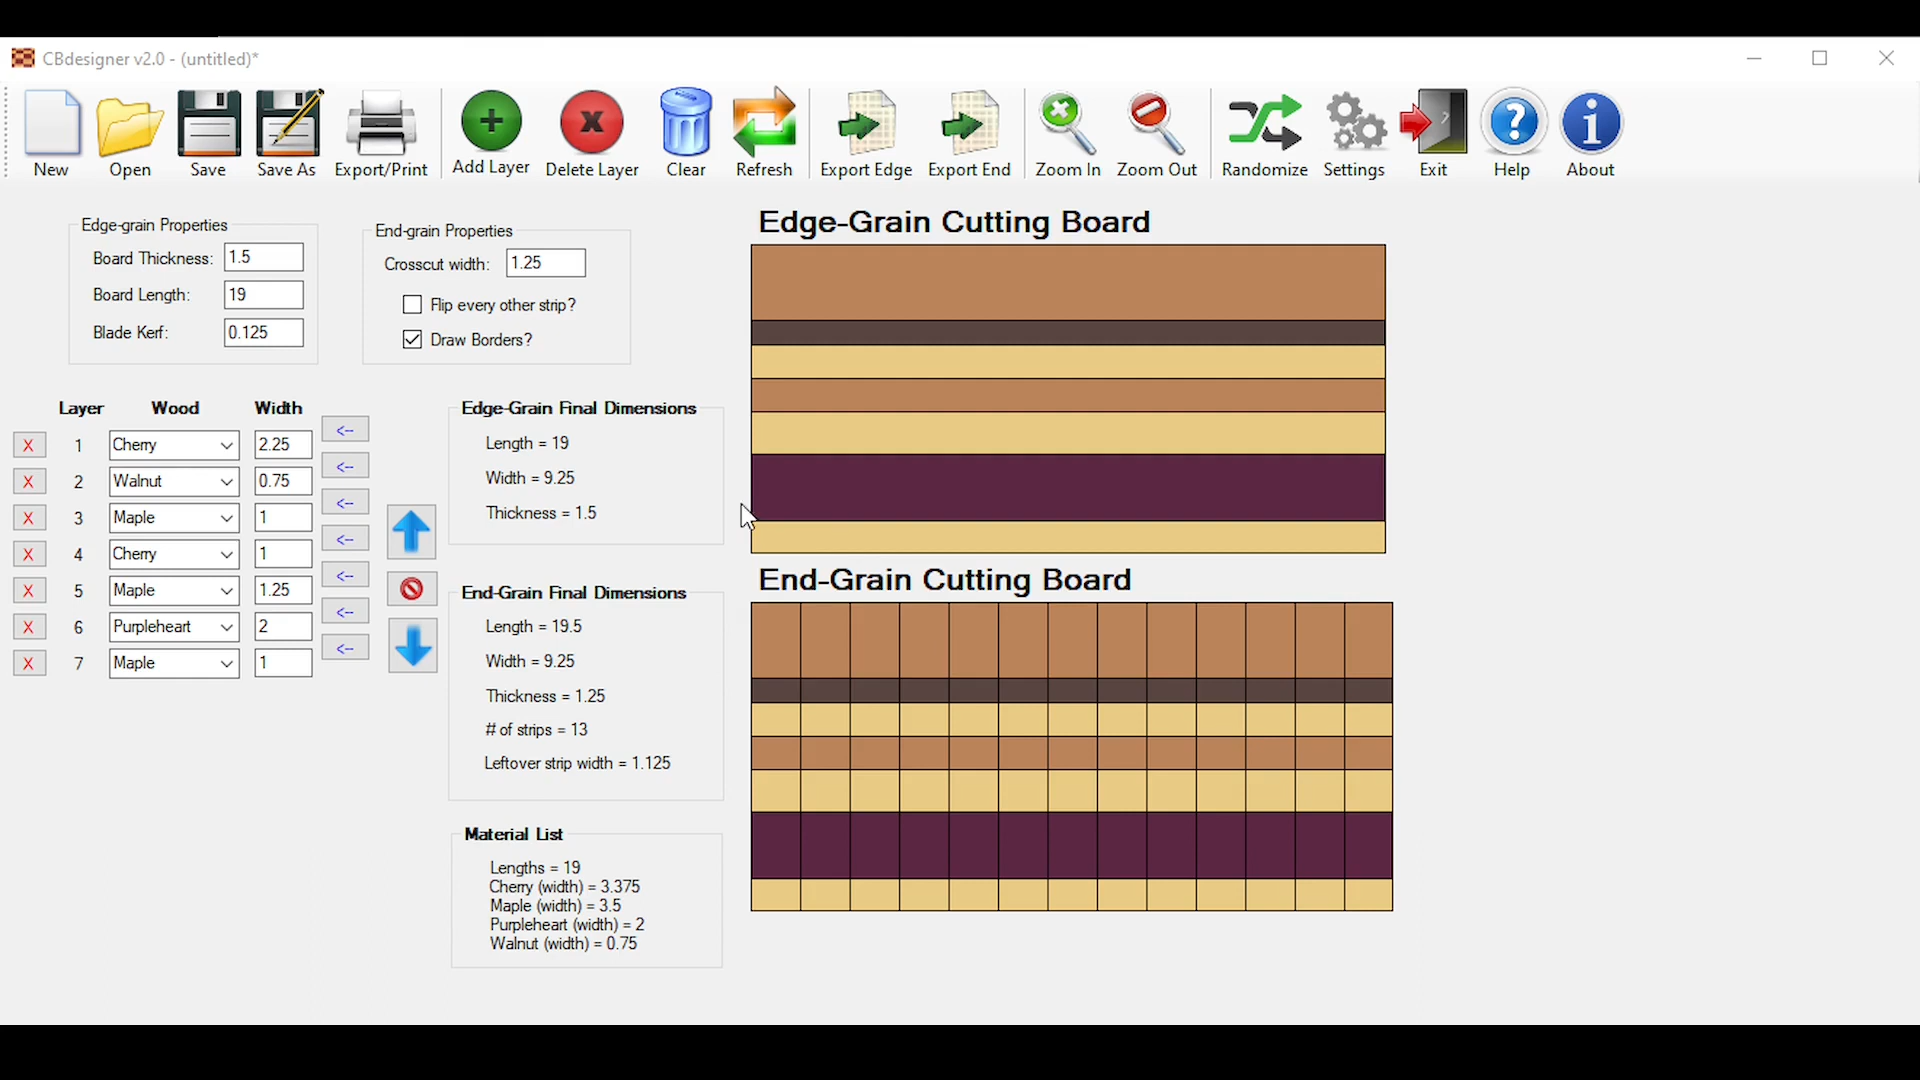 CBdesigner v2.0 - (untitled)*
New Open Save Save As Export/Print Add Layer Delete Layer Clear Refresh Export Edge Export End Zoom In Zoom Out Randomize Settings Exit Help About
Edge-grain Properties
Board Thickness: 1.5
Board Length: 19
Blade Kerf: 0.125
End-grain Properties
Crosscut width: 1.25
Flip every other strip?
Draw Borders?
Layer Wood Width
X 1 Cherry 2.25 <--
X 2 Walnut 0.75 <--
X 3 Maple 1 <--
X 4 Cherry 1 <--
X 5 Maple 1.25 <--
X 6 Purpleheart 2 <--
X 7 Maple 1 <--
Edge-Grain Final Dimensions
Length = 19
Width = 9.25
Thickness = 1.5
End-Grain Final Dimensions
Length = 19.5
Width = 9.25
Thickness = 1.25
# of strips = 13
Leftover strip width = 1.125
Material List
Lengths = 19
Cherry (width) = 3.375
Maple (width) = 3.5
Purpleheart (width) = 2
Walnut (width) = 0.75
Edge-Grain Cutting Board
End-Grain Cutting Board